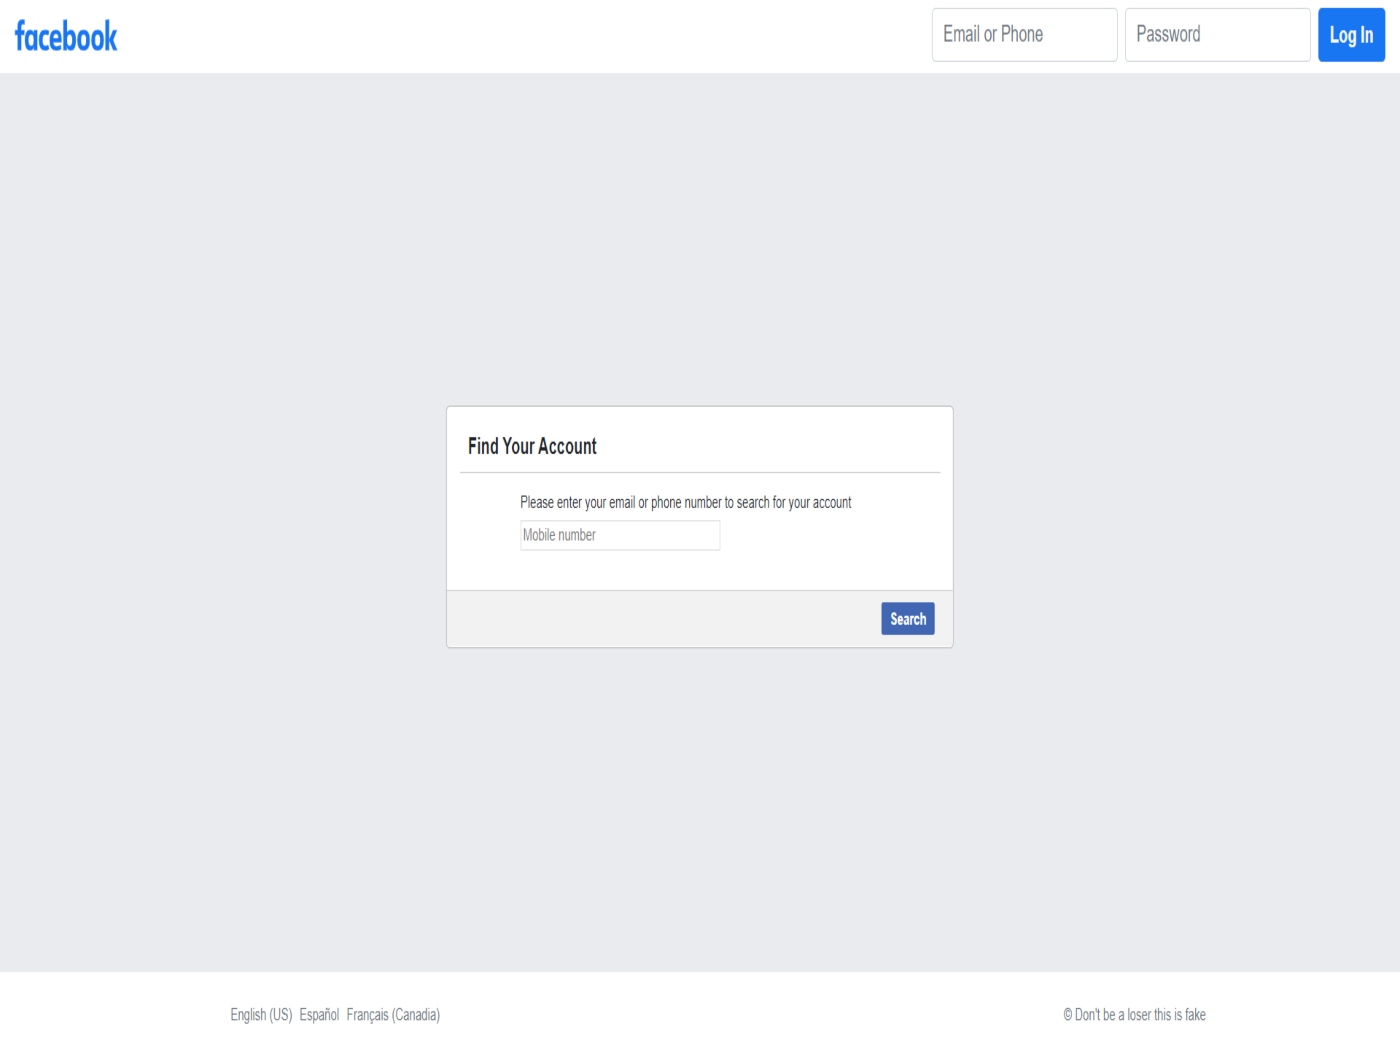 facebook
Email or Phone
Password
Log In
Find Your Account
Please enter your email or phone number to search for your account
Mobile number
Search
English (US) Español Français (Canadia)
© Don't be a loser this is fake